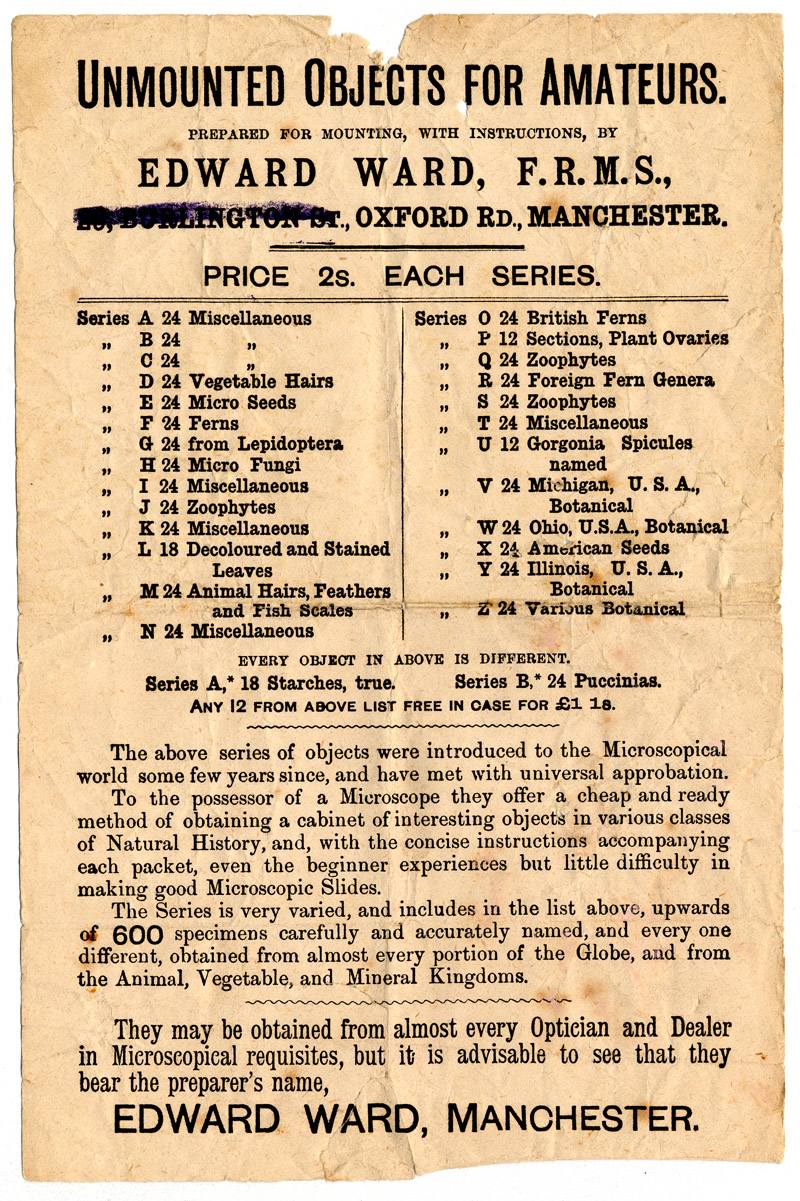 UNMOUNTED OBJECTS FOR AMATEURS.
PREPARED FOR MOUNTING, WITH INSTRUCTIONS, BY
EDWARD WARD, F.R.M.S.,
BURLINGTON ST., OXFORD RD., MANCHESTER.
PRICE 2s. EACH SERIES.
Series A 24 Miscellaneous
„ B 24 „
„ C 24 „
„ D 24 Vegetable Hairs
„ E 24 Micro Seeds
„ F 24 Ferns
„ G 24 from Lepidoptera
„ H 24 Micro Fungi
„ I 24 Miscellaneous
„ J 24 Zoophytes
„ K 24 Miscellaneous
„ L 18 Decoloured and Stained
Leaves
„ M 24 Animal Hairs, Feathers
and Fish Scales
„ N 24 Miscellaneous
Series O 24 British Ferns
„ P 12 Sections, Plant Ovaries
„ Q 24 Zoophytes
„ R 24 Foreign Fern Genera
„ S 24 Zoophytes
„ T 24 Miscellaneous
„ U 12 Gorgonia Spicules
named
„ V 24 Michigan, U. S. A.,
Botanical
„ W 24 Ohio, U.S.A., Botanical
„ X 24 American Seeds
„ Y 24 Illinois, U. S. A.,
Botanical
„ Z 24 Various Botanical
EVERY OBJECT IN ABOVE IS DIFFERENT.
Series A,* 18 Starches, true. Series B,* 24 Puccinias.
ANY 12 FROM ABOVE LIST FREE IN CASE FOR £1 1s.
The above series of objects were introduced to the Microscopical
world some few years since, and have met with universal approbation.
To the possessor of a Microscope they offer a cheap and ready
method of obtaining a cabinet of interesting objects in various classes
of Natural History, and, with the concise instructions accompanying
each packet, even the beginner experiences but little difficulty in
making good Microscopic Slides.
The Series is very varied, and includes in the list above, upwards
of 600 specimens carefully and accurately named, and every one
different, obtained from almost every portion of the Globe, and from
the Animal, Vegetable, and Mineral Kingdoms.
They may be obtained from almost every Optician and Dealer
in Microscopical requisites, but it is advisable to see that they
bear the preparer's name,
EDWARD WARD, MANCHESTER.